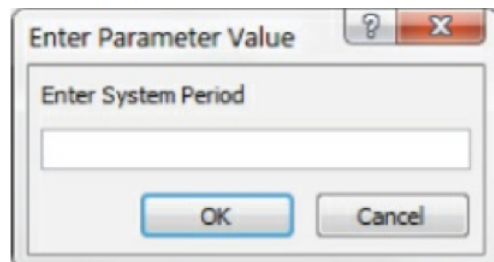 Enter Parameter Value
?
X
Enter System Period
OK
Cancel